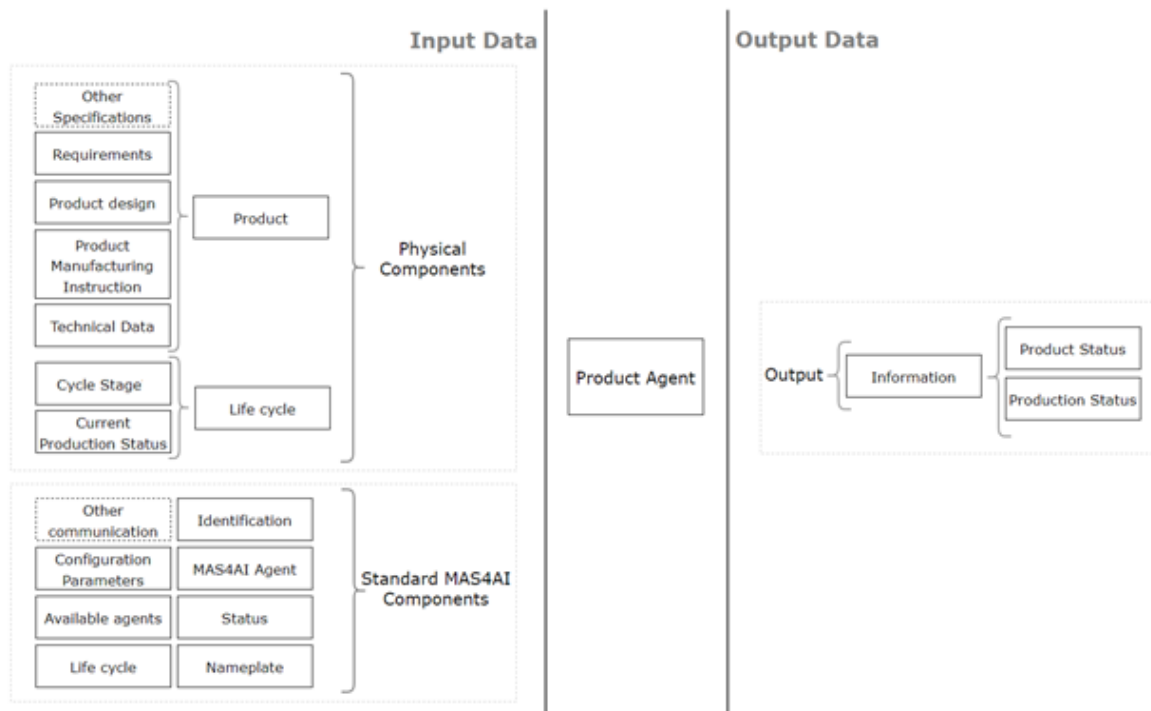 Input Data
Output Data
Other
Specifications
Requirements
Product design
Product
Manufacturing
Instruction
Technical Data
Product
Cycle Stage
Current
Production Status
Life cycle
Physical
Components
Other
communication
Identification
Configuration
Parameters
MAS4AI Agent
Available agents
Status
Life cycle
Nameplate
Standard MAS4AI
Components
Product Agent
Output
Information
Product Status
Production Status